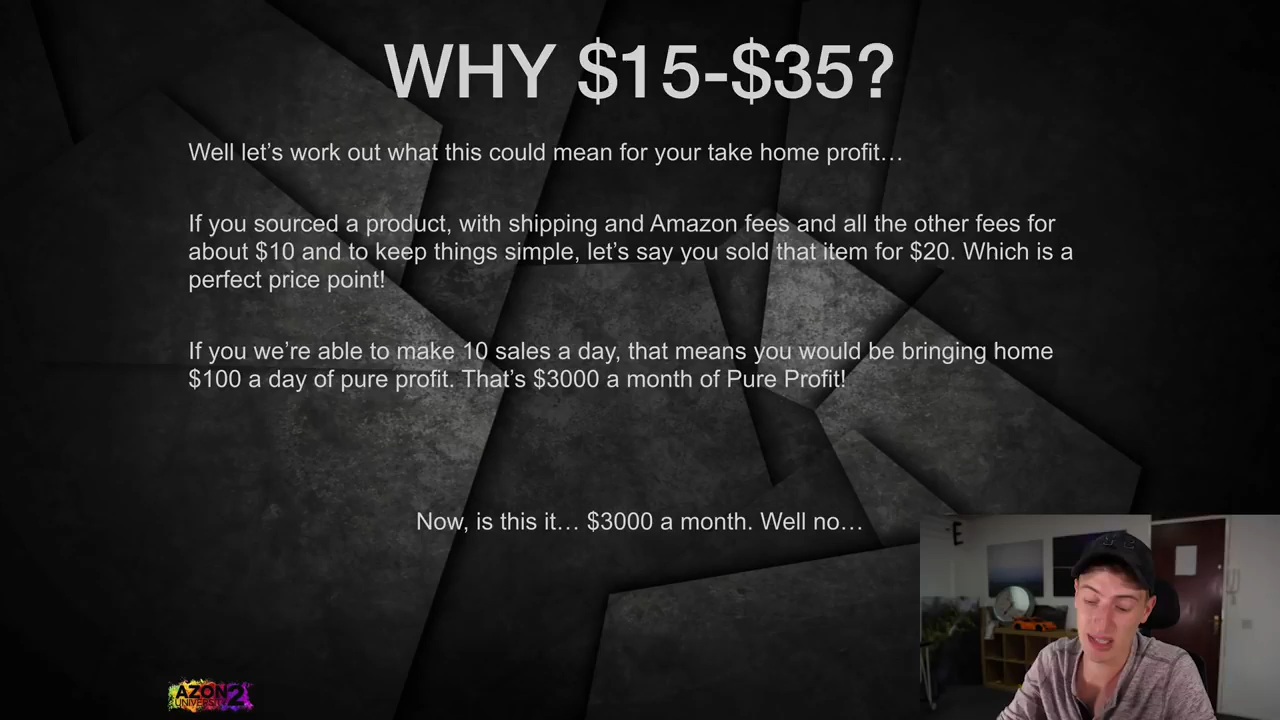 WHY $15-$35?
Well let’s work out what this could mean for your take home profit…
If you sourced a product, with shipping and Amazon fees and all the other fees for
about $10 and to keep things simple, let’s say you sold that item for $20. Which is a
perfect price point!
If you we’re able to make 10 sales a day, that means you would be bringing home
$100 a day of pure profit. That’s $3000 a month of Pure Profit!
Now, is this it… $3000 a month. Well no…
E
AZON
2